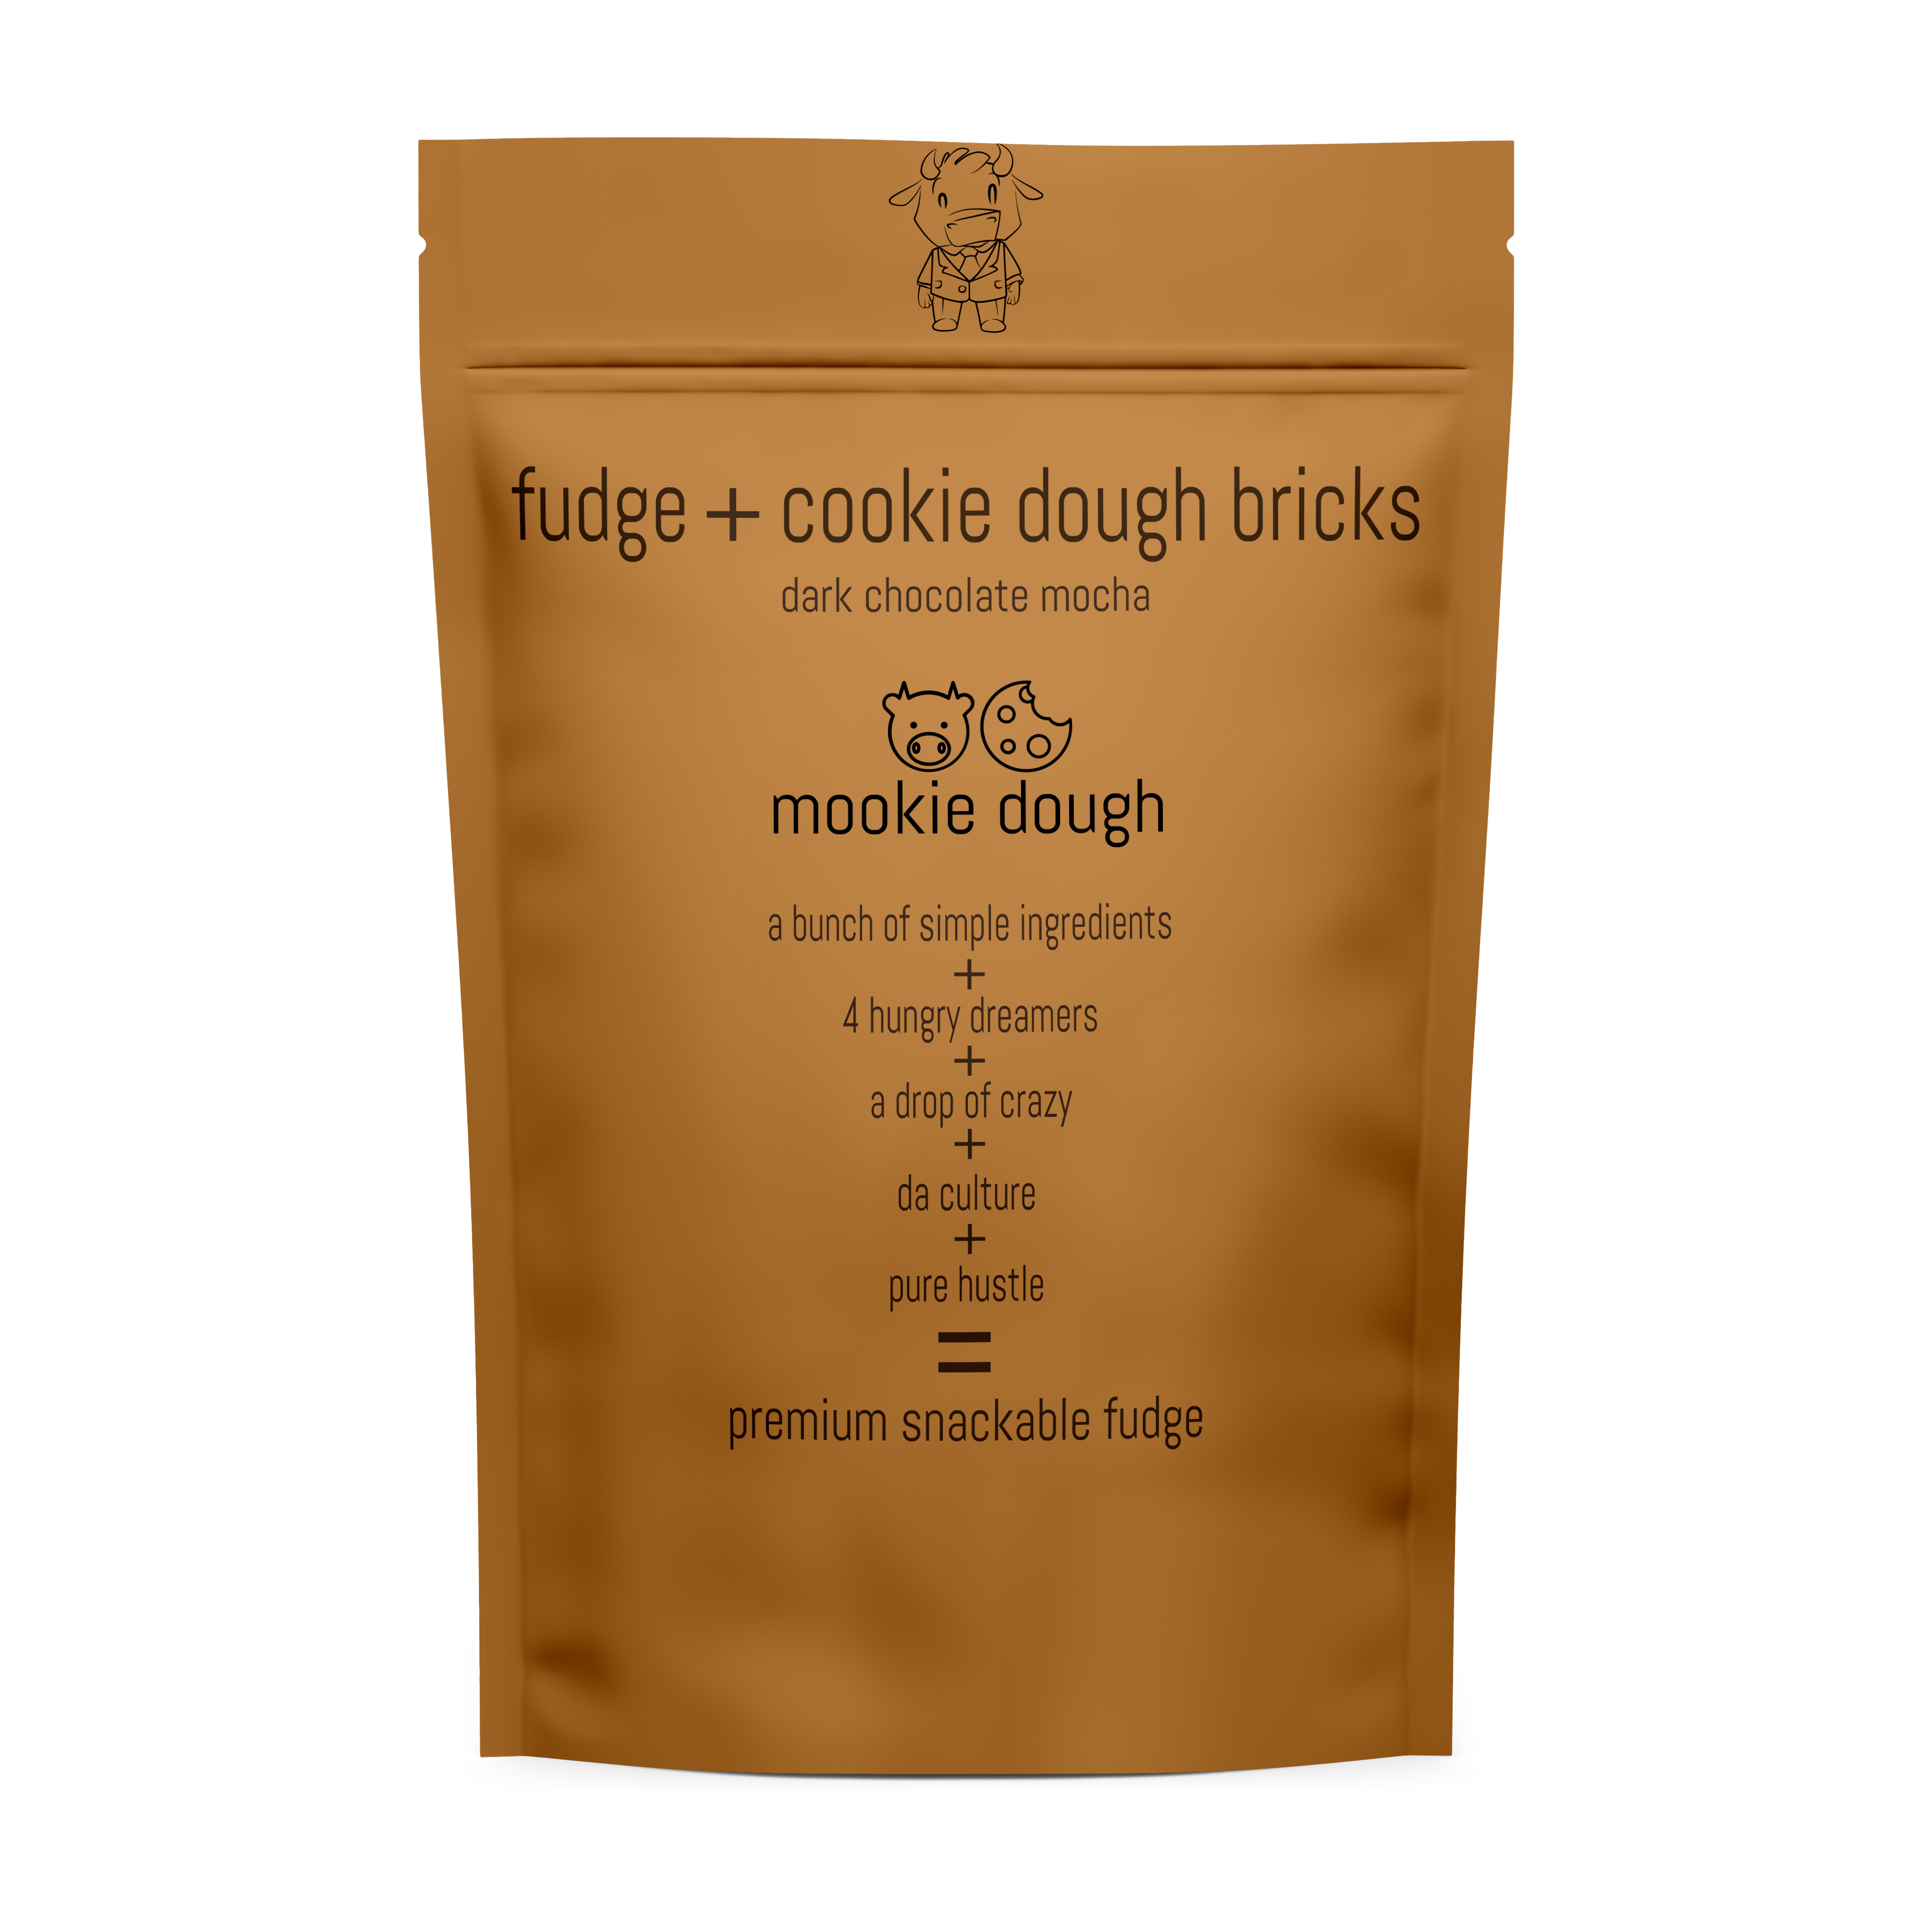 fudge + cookie dough bricks
dark chocolate mocha
mookie dough
a bunch of simple ingredients
+
4 hungry dreamers
+
a drop of crazy
+
da culture
+
pure hustle
=
premium snackable fudge